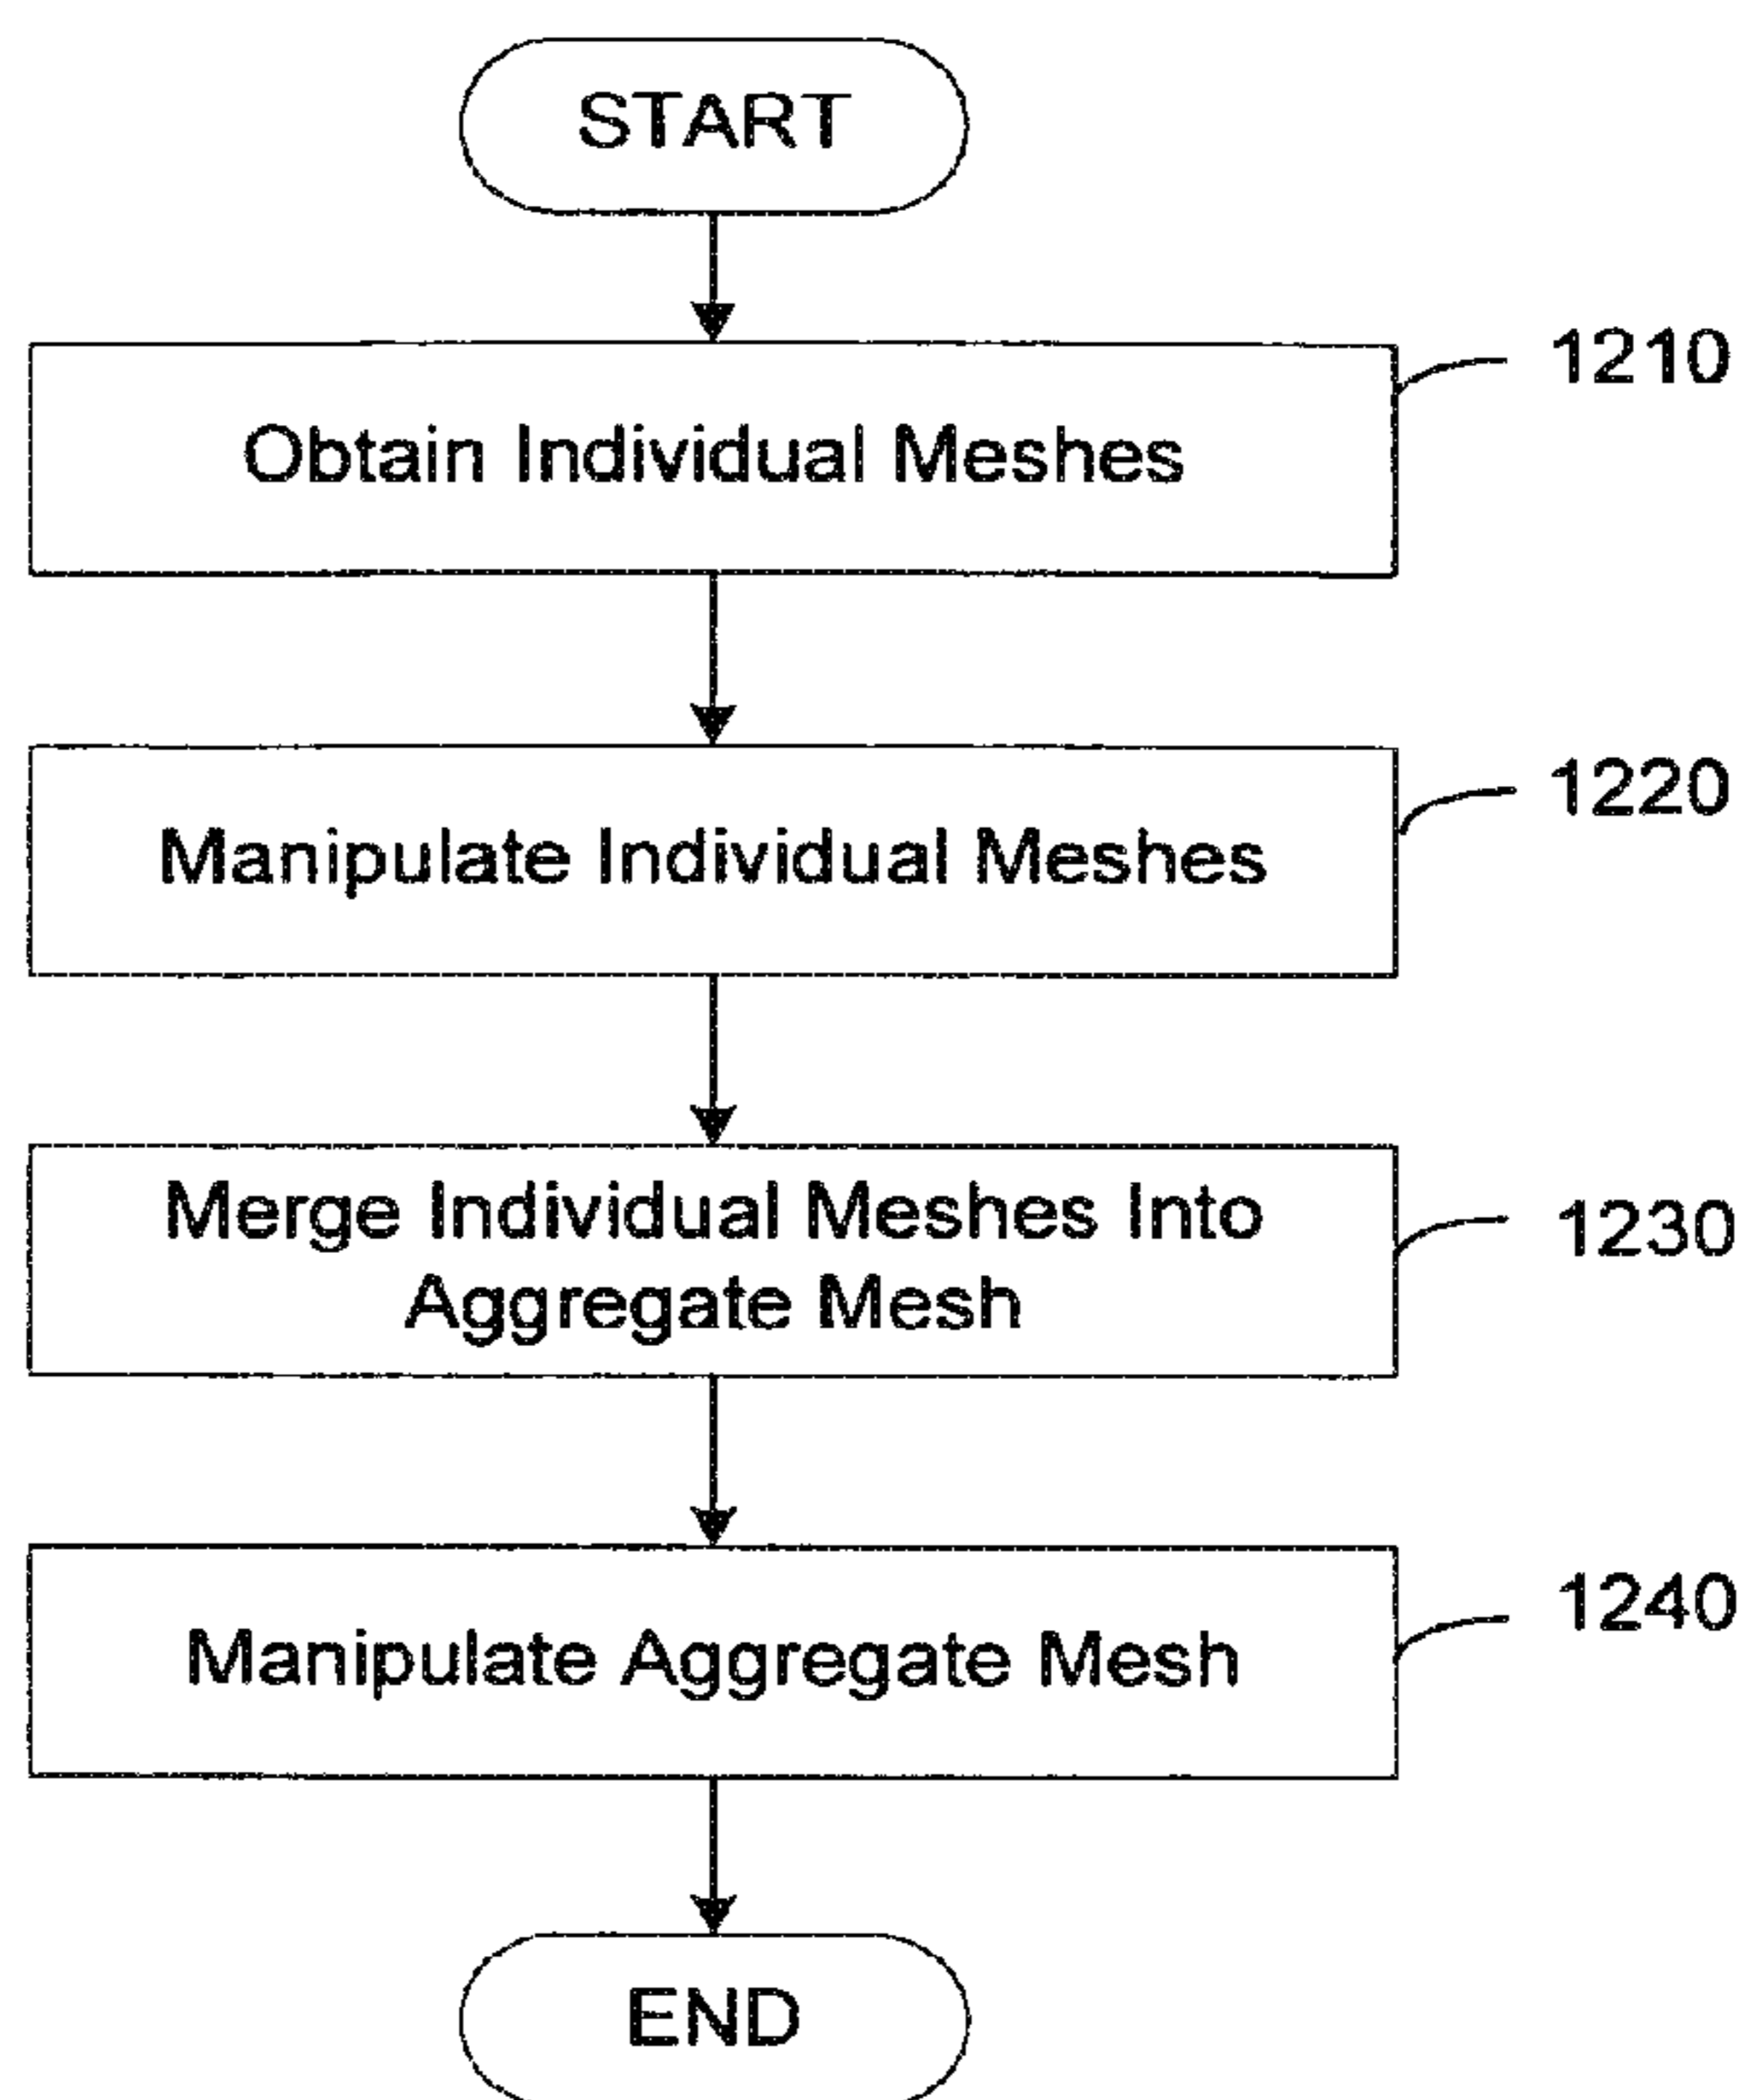 START
1210
Obtain Individual Meshes
1220
Manipulate Individual Meshes
1230
Merge Individual Meshes Into
Aggregate Mesh
1240
Manipulate Aggregate Mesh
END